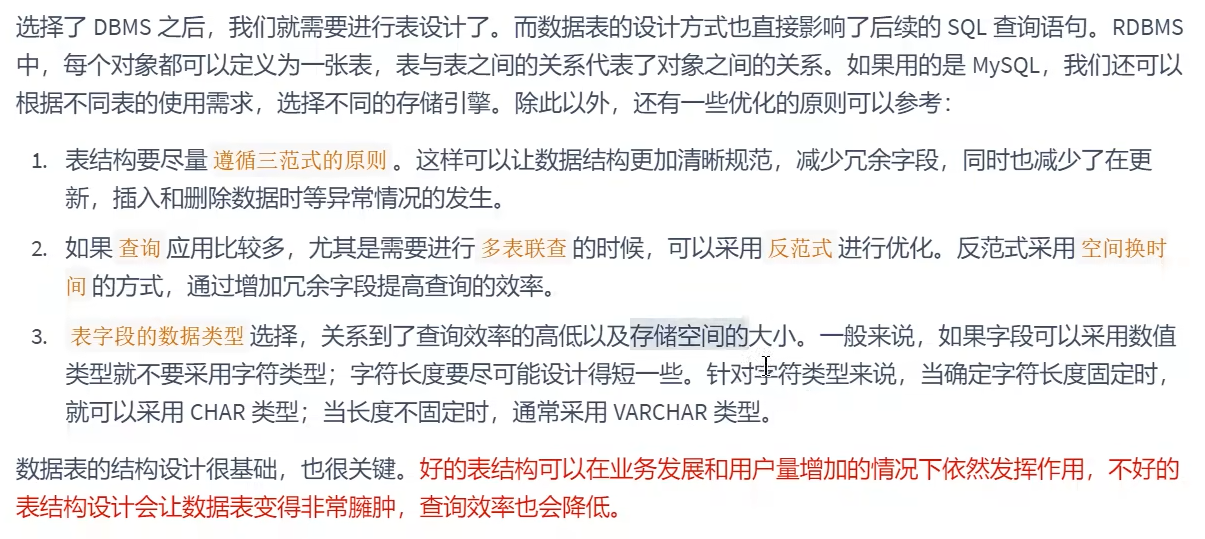 选择了 DBMS 之后，我们就需要进行表设计了。而数据表的设计方式也直接影响了后续的 SQL 查询语句。RDBMS
中，每个对象都可以定义为一张表，表与表之间的关系代表了对象之间的关系。如果用的是 MySQL，我们还可以
根据不同表的使用需求，选择不同的存储引擎。除此以外，还有一些优化的原则可以参考：
1. 表结构要尽量 遵循三范式的原则 。这样可以让数据结构更加清晰规范，减少冗余字段，同时也减少了在更
新，插入和删除数据时等异常情况的发生。
2. 如果 查询 应用比较多，尤其是需要进行 多表联查 的时候，可以采用 反范式 进行优化。反范式采用 空间换时
间 的方式，通过增加冗余字段提高查询的效率。
3. 表字段的数据类型 选择，关系到了查询效率的高低以及存储空间的大小。一般来说，如果字段可以采用数值
类型就不要采用字符类型；字符长度要尽可能设计得短一些。针对字符类型来说，当确定字符长度固定时，
就可以采用 CHAR 类型；当长度不固定时，通常采用 VARCHAR 类型。
数据表的结构设计很基础，也很关键。好的表结构可以在业务发展和用户量增加的情况下依然发挥作用，不好的
表结构设计会让数据表变得非常臃肿，查询效率也会降低。